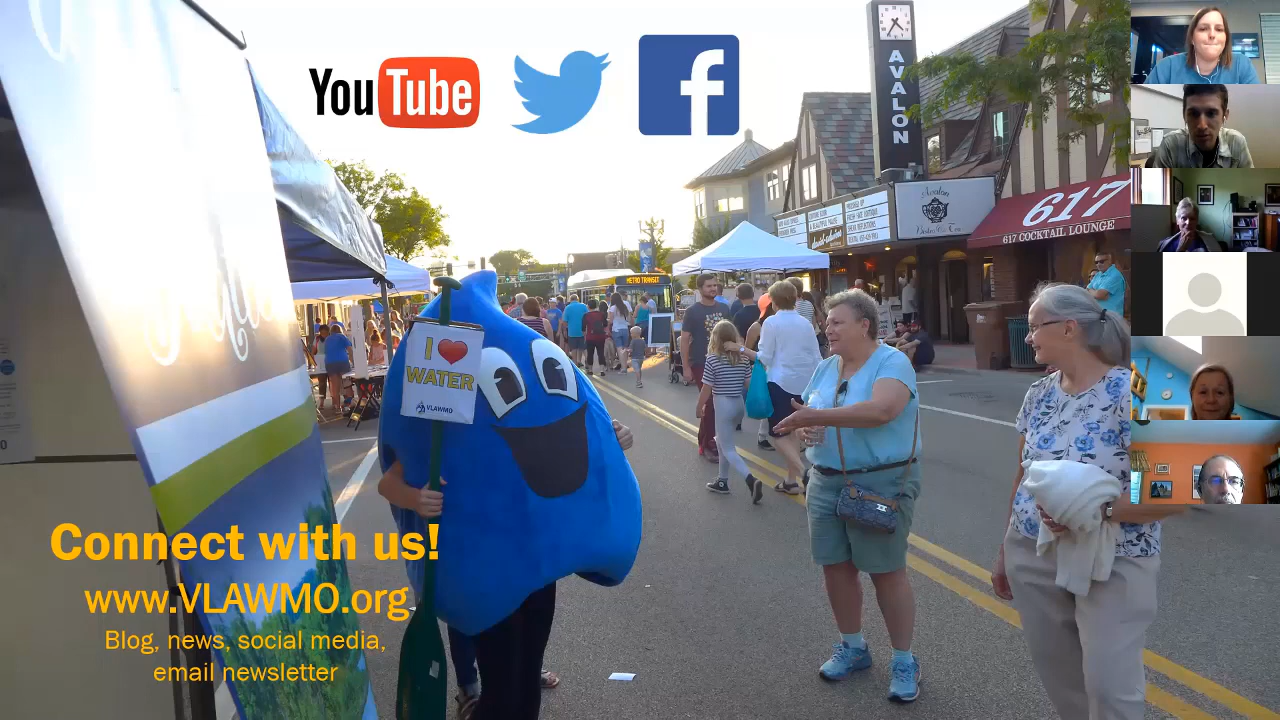 YouTube
f
AVALON
Avalon
617
617 COCKTAIL LOUNGE
METRO TRANSIT
I
WATER
VLAWMO
Connect with us!
www.VLAWMO.org
Blog, news, social media,
email newsletter